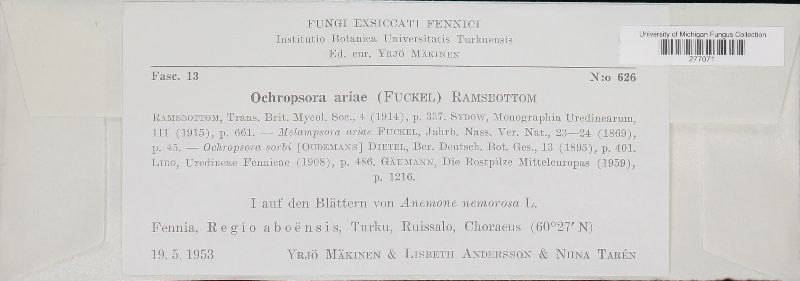 FUNGI EXSICCATI FENNICI
Institutio Botanica Universitatis Turkuensis
Ed. cur. YRJÖ MÄKINEN
University of Michigan Fungus Collection
277071
Fasc. 13 N:o 626
Ochropsora ariae (FUCKEL) RAMSBOTTOM
RAMSBOTTOM, Trans. Brit. Mycol. Soc., 4 (1914), p. 337. SYDOW, Monographia Uredinearum,
III (1915), p. 661. — Melampsora ariae FUCKEL, Jahrb. Nass. Ver. Nat., 23—24 (1869),
p. 45. — Ochropsora sorbi [OUDEMANS] DIETEL, Ber. Deutsch. Bot. Ges., 13 (1895), p. 401.
LIRO, Uredineae Fennicae (1908), p. 486. GÄUMANN, Die Rostpilze Mitteleuropas (1959),
p. 1216.
I auf den Blättern von Anemone nemorosa L.
Fennia, Regio aboënsis, Turku, Ruissalo, Choraeus (60°27′ N)
19. 5. 1953 YRJÖ MÄKINEN & LISBETH ANDERSSON & NIINA TARÉN